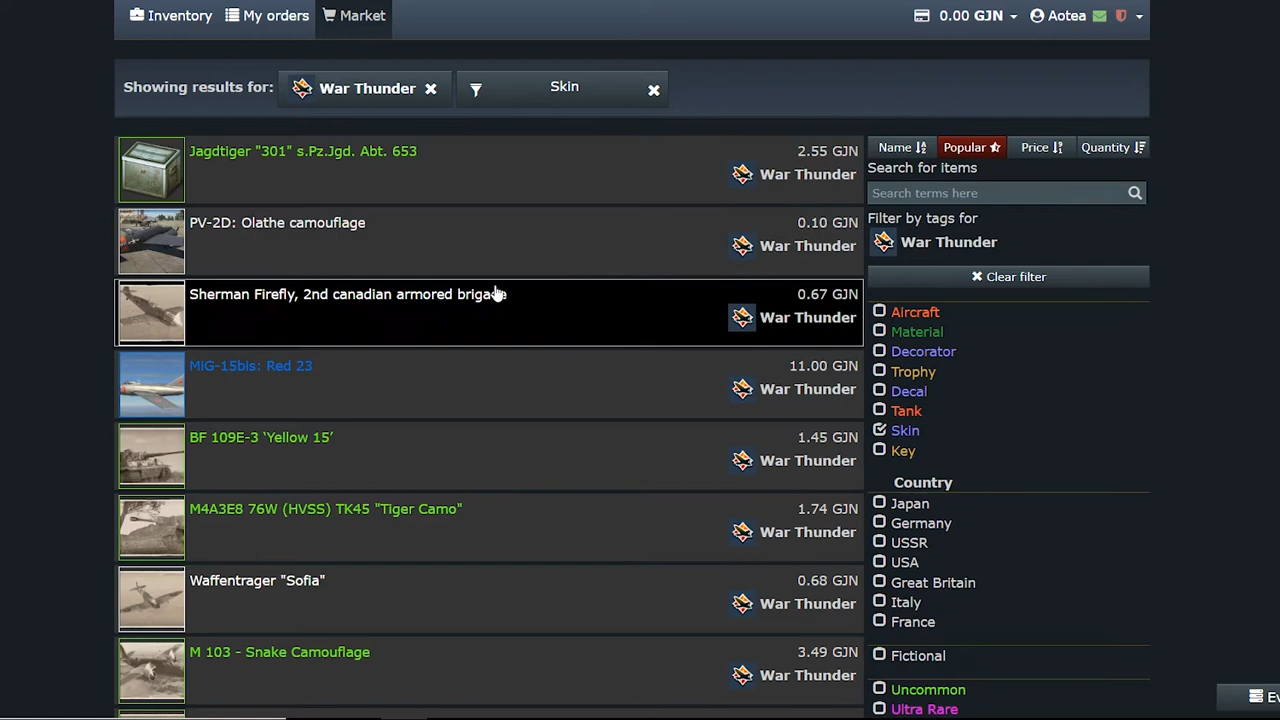 Inventory
My orders
Market
0.00 GJN
Aotea
Showing results for:
War Thunder
Skin
Jagdtiger "301" s.Pz.Jgd. Abt. 653
2.55 GJN
War Thunder
PV-2D: Olathe camouflage
0.10 GJN
War Thunder
Sherman Firefly, 2nd canadian armored brigade
0.67 GJN
War Thunder
MiG-15bis: Red 23
11.00 GJN
War Thunder
BF 109E-3 ‘Yellow 15’
1.45 GJN
War Thunder
M4A3E8 76W (HVSS) TK45 "Tiger Camo"
1.74 GJN
War Thunder
Waffentrager "Sofia"
0.68 GJN
War Thunder
M 103 - Snake Camouflage
3.49 GJN
War Thunder
Name
Popular
Price
Quantity
Search for items
Search terms here
Filter by tags for
War Thunder
Clear filter
Aircraft
Material
Decorator
Trophy
Decal
Tank
Skin
Key
Country
Japan
Germany
USSR
USA
Great Britain
Italy
France
Fictional
Uncommon
Ultra Rare